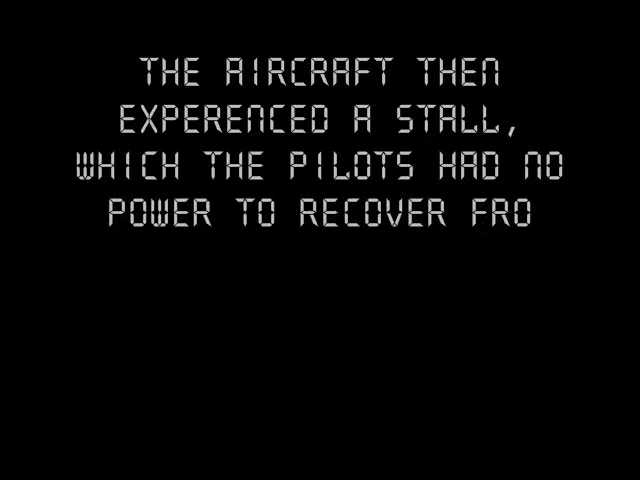 THE AIRCRAFT THEN
EXPERENCED A STALL,
WHICH THE PILOTS HAD NO
POWER TO RECOVER FRO